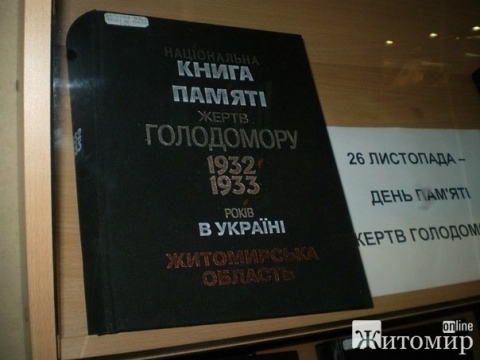 НАЦІОНАЛЬНА
КНИГА
ПАМ'ЯТІ
ЖЕРТВ
ГОЛОДОМОРУ
1932
1933
РОКІВ
В УКРАЇНІ
ЖИТОМИРСЬКА
ОБЛАСТЬ
26 ЛИСТОПАДА –
ДЕНЬ ПАМ'ЯТІ
ЖЕРТВ ГОЛОДОМО
online
Житомир